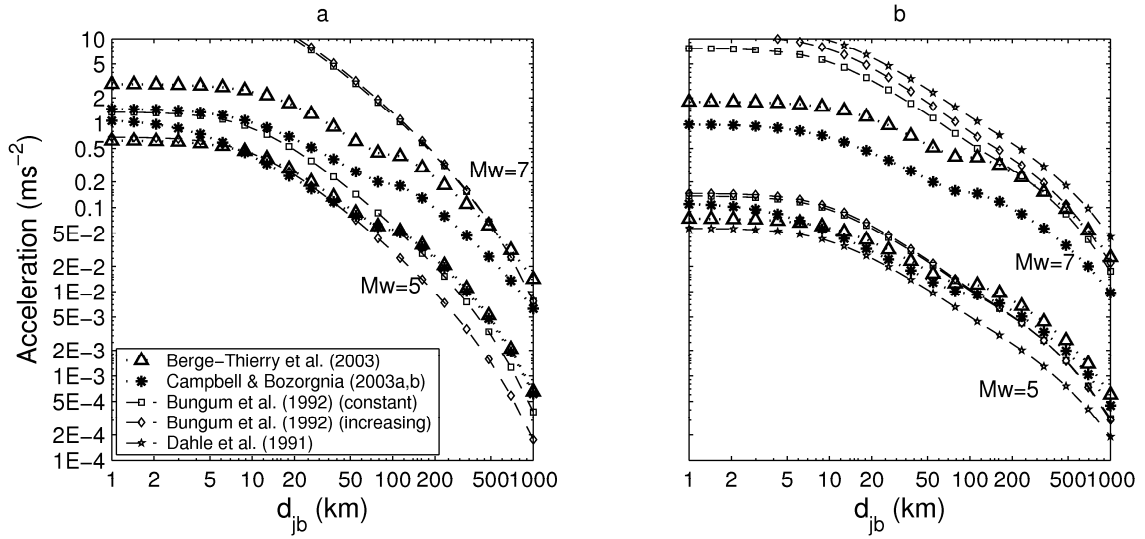 a
b
Acceleration (ms−2)
10
5
2
1
0.5
0.2
0.1
5E−2
2E−2
1E−2
5E−3
2E−3
1E−3
5E−4
2E−4
1E−4
Mw=7
Mw=5
Berge−Thierry et al. (2003)
Campbell & Bozorgnia (2003a,b)
Bungum et al. (1992) (constant)
Bungum et al. (1992) (increasing)
Dahle et al. (1991)
1 2 5 10 20 50 100 200 5001000
djb (km)
Mw=7
Mw=5
1 2 5 10 20 50 100 200 5001000
djb (km)